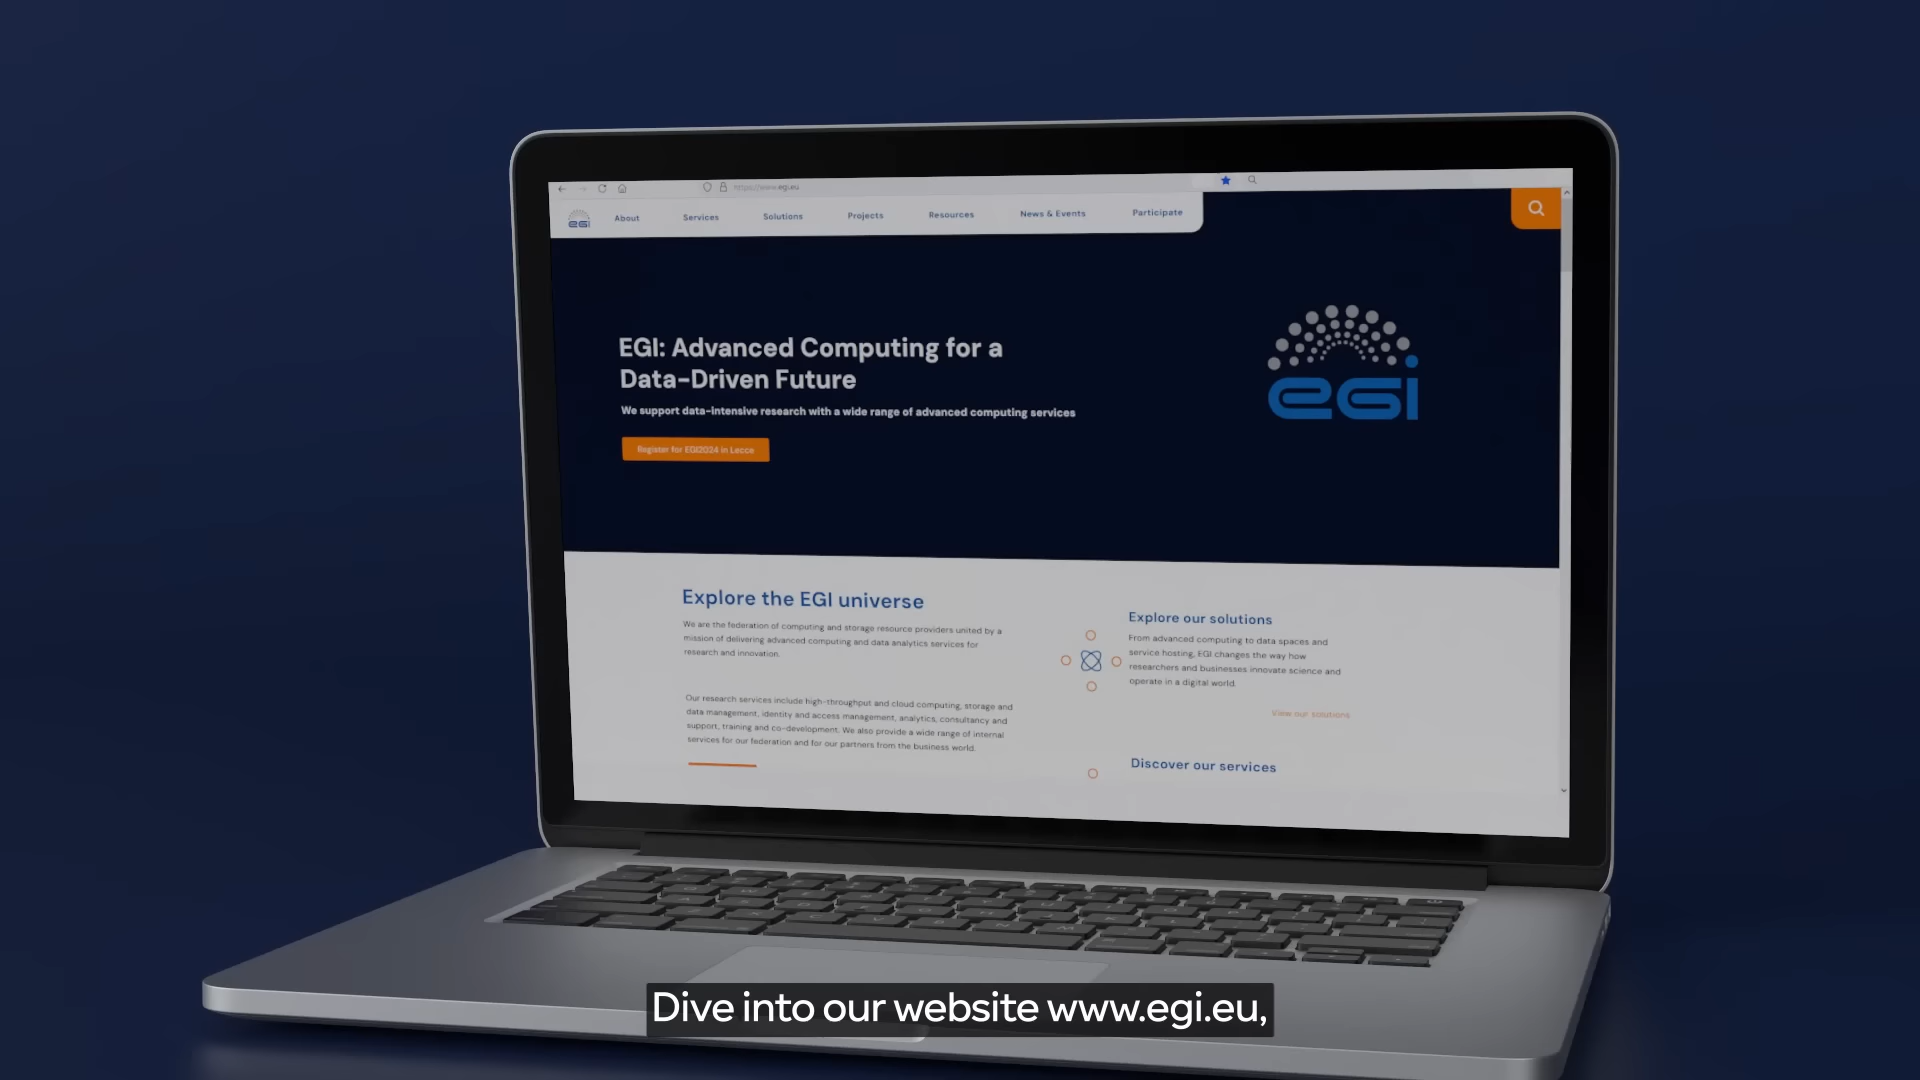 https://www.egi.eu
egi
About
Services
Solutions
Projects
Resources
News & Events
Participate
EGI: Advanced Computing for a
Data-Driven Future
We support data-intensive research with a wide range of advanced computing services
Register for EGI2024 in Lecce
egi
Explore the EGI universe
We are the federation of computing and storage resource providers united by a
mission of delivering advanced computing and data analytics services for
research and innovation.
Our research services include high-throughput and cloud computing, storage and
data management, identity and access management, analytics, consultancy and
support, training and co-development. We also provide a wide range of internal
services for our federation and for our partners from the business world.
Explore our solutions
From advanced computing to data spaces and
service hosting, EGI changes the way how
researchers and businesses innovate science and
operate in a digital world.
View our solutions
Discover our services
Dive into our website www.egi.eu,